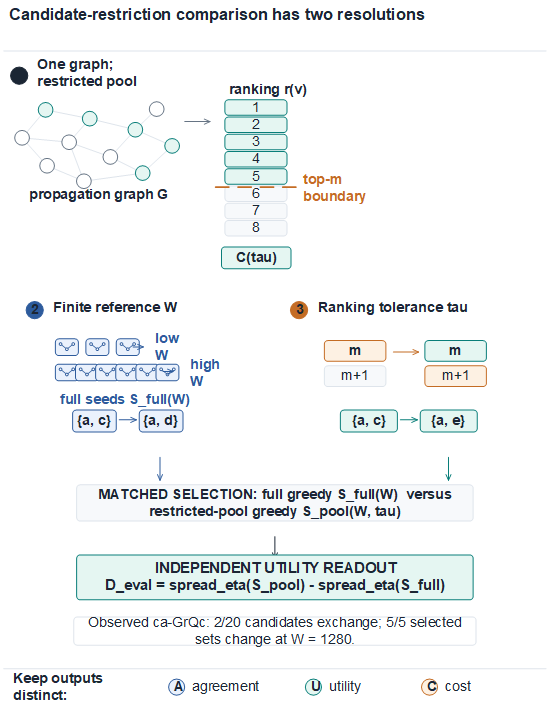 Candidate-restriction comparison has two resolutions
One graph;
restricted pool
ranking r(v)
1
2
3
4
5
6
7
8
top-m
boundary
propagation graph G
C(tau)
2 Finite reference W
low
W
high
W
full seeds S_full(W)
{a, c} {a, d}
3 Ranking tolerance tau
m m
m+1 m+1
{a, c} {a, e}
MATCHED SELECTION: full greedy S_full(W) versus
restricted-pool greedy S_pool(W, tau)
INDEPENDENT UTILITY READOUT
D_eval = spread_eta(S_pool) - spread_eta(S_full)
Observed ca-GrQc: 2/20 candidates exchange; 5/5 selected
sets change at W = 1280.
Keep outputs
distinct:
A agreement U utility C cost